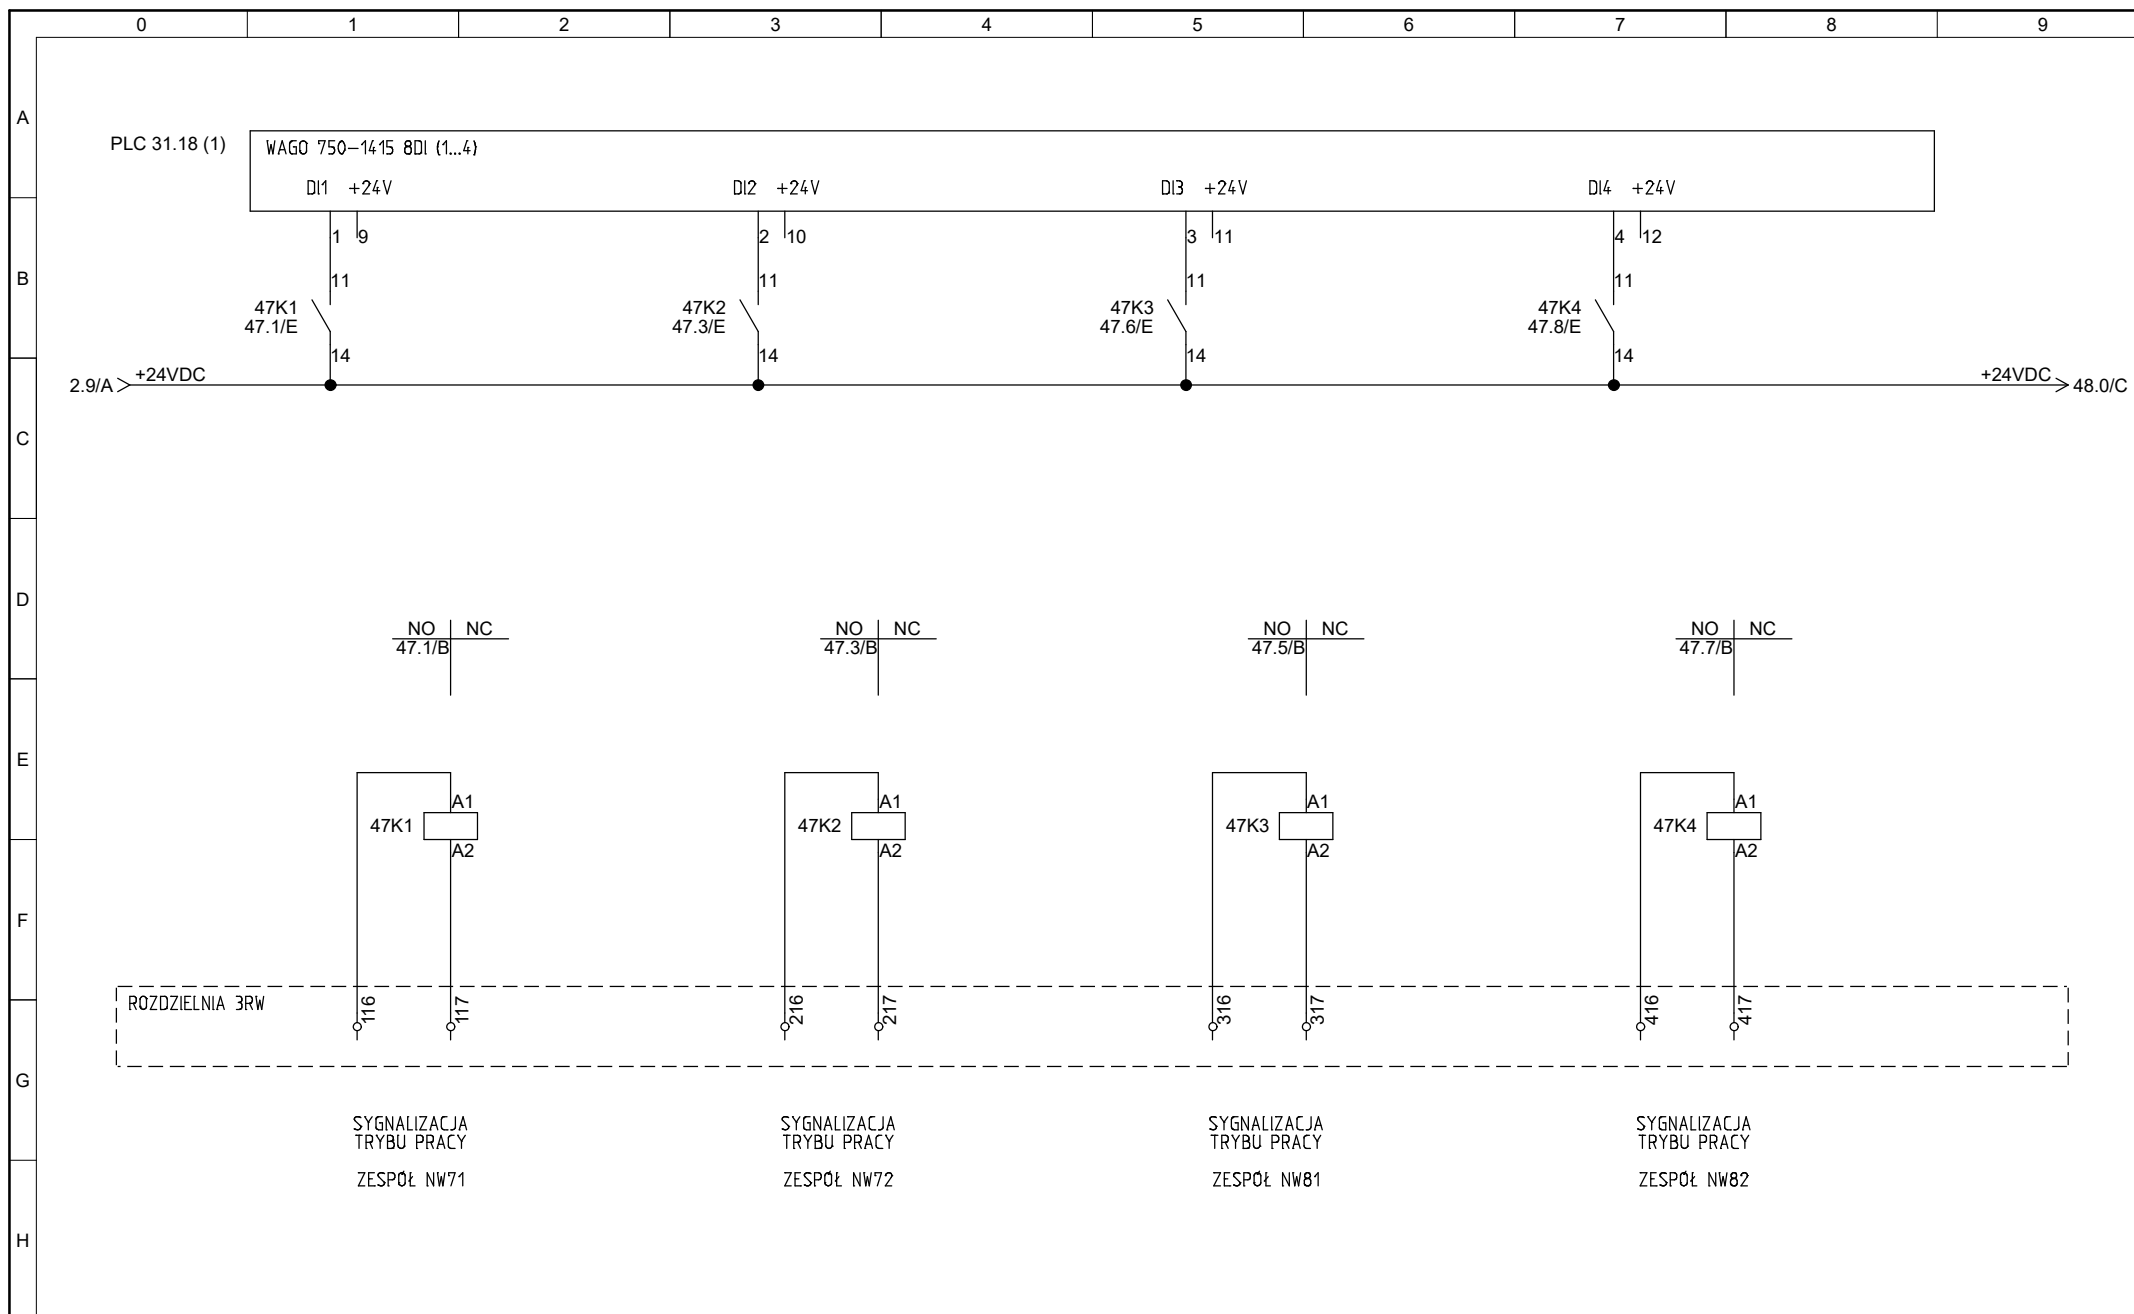 0 1 2 3 4 5 6 7 8 9
A
PLC 31.18 (1)
WAGO 750-1415 8DI (1...4)
DI1 +24V DI2 +24V DI3 +24V DI4 +24V
1 9 2 10 3 11 4 12
B
11 11 11 11
47K1 47K2 47K3 47K4
47.1/E 47.3/E 47.6/E 47.8/E
14 14 14 14
2.9/A +24VDC +24VDC 48.0/C
C
D
NO NC NO NC NO NC NO NC
47.1/B 47.3/B 47.5/B 47.7/B
E
A1 A1 A1 A1
47K1 47K2 47K3 47K4
A2 A2 A2 A2
F
ROZDZIELNIA 3RW
116 117 216 217 316 317 416 417
G
SYGNALIZACJA SYGNALIZACJA SYGNALIZACJA SYGNALIZACJA
TRYBU PRACY TRYBU PRACY TRYBU PRACY TRYBU PRACY
ZESPÓŁ NW71 ZESPÓŁ NW72 ZESPÓŁ NW81 ZESPÓŁ NW82
H